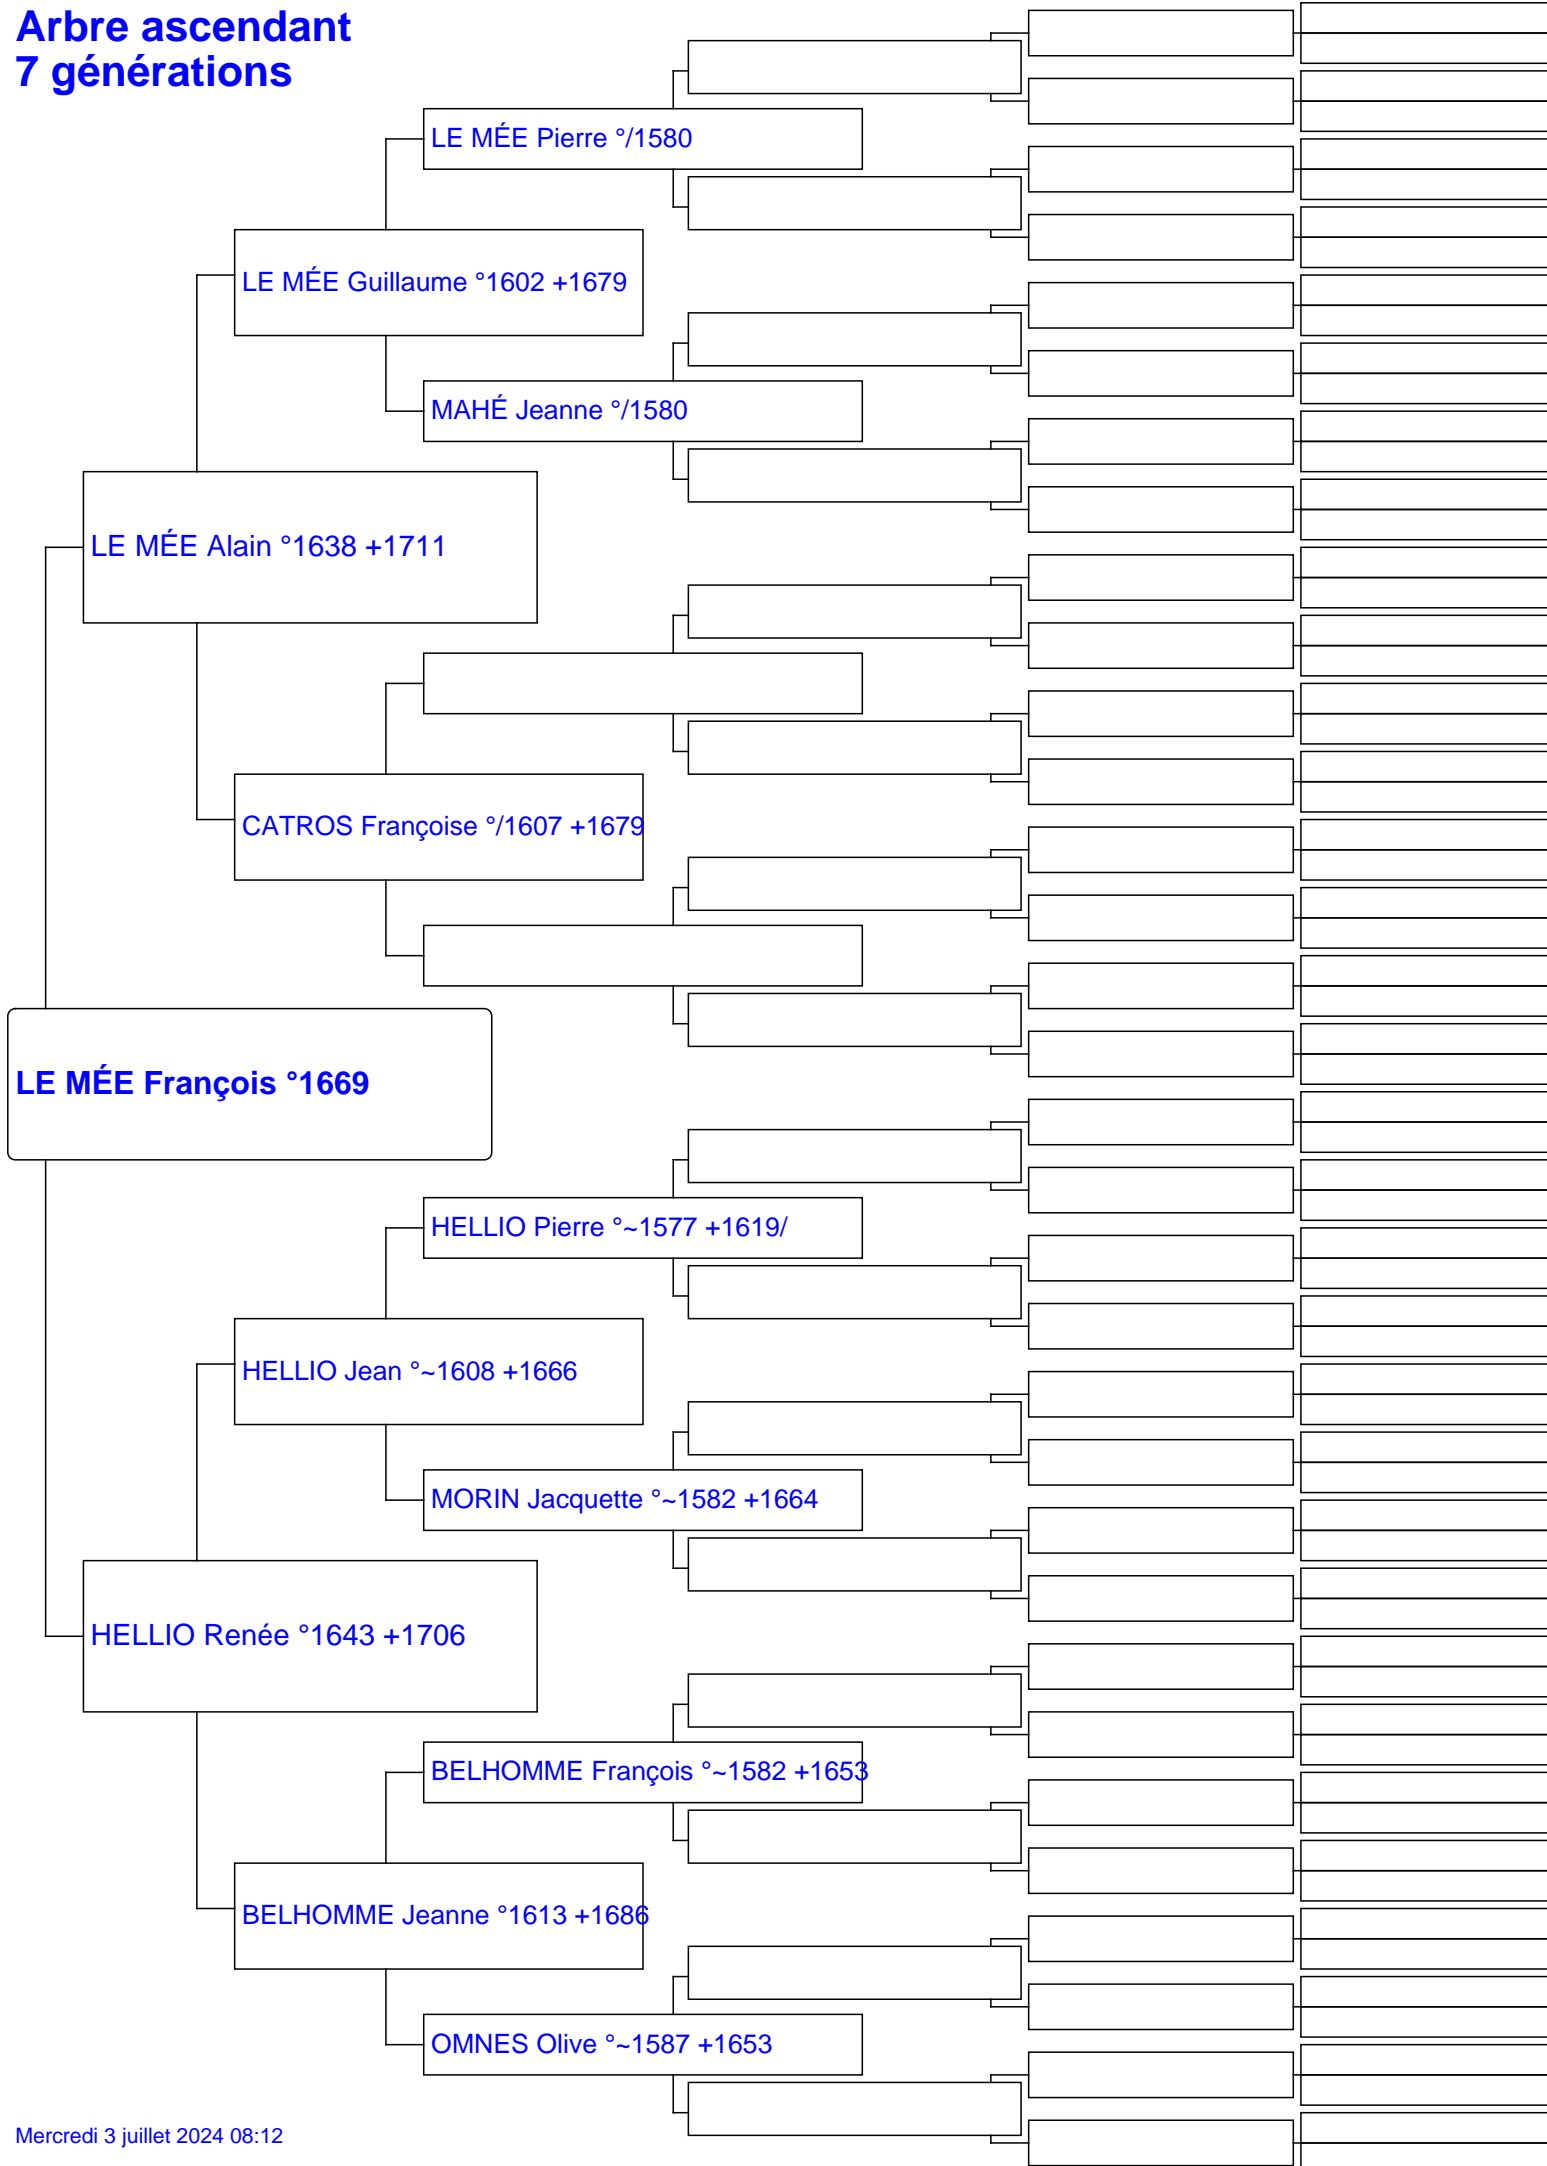 Arbre ascendant
7 générations
LE MÉE Pierre °/1580
LE MÉE Guillaume °1602 +1679
MAHÉ Jeanne °/1580
LE MÉE Alain °1638 +1711
CATROS Françoise °/1607 +1679
LE MÉE François °1669
HELLIO Pierre °~1577 +1619/
HELLIO Jean °~1608 +1666
MORIN Jacquette °~1582 +1664
HELLIO Renée °1643 +1706
BELHOMME François °~1582 +1653
BELHOMME Jeanne °1613 +1686
OMNES Olive °~1587 +1653
Mercredi 3 juillet 2024 08:12